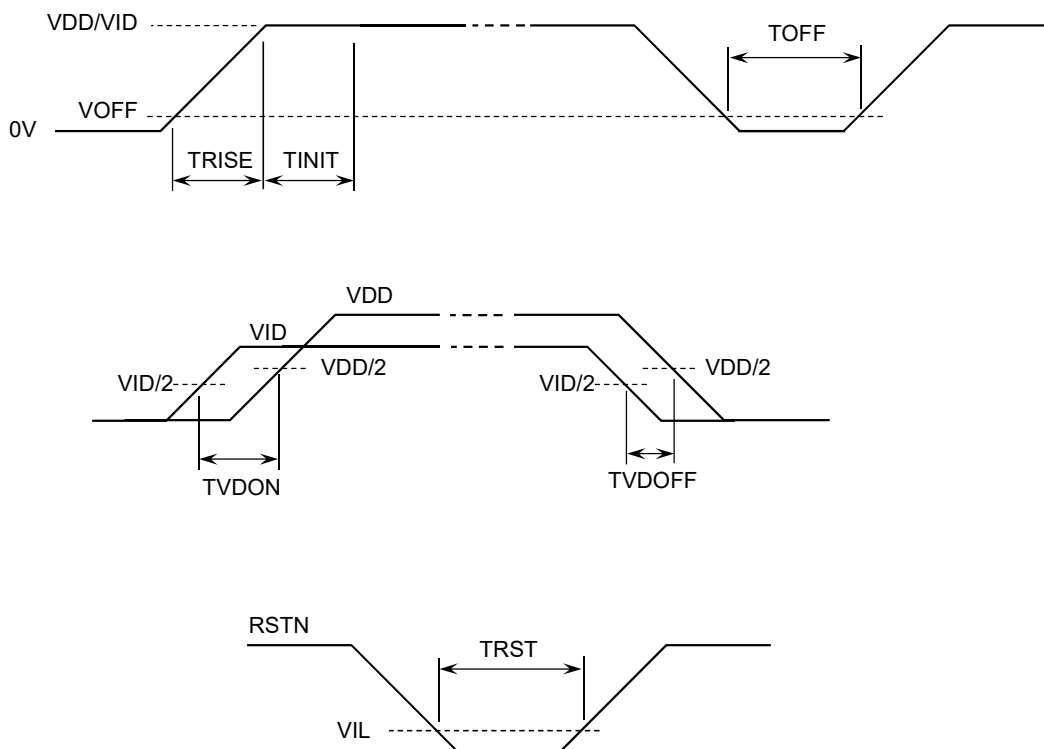 VDD/VID
TOFF
VOFF
0V
TRISE
TINIT
VDD
VID
VDD/2
VDD/2
VID/2
VID/2
TVDON
TVDOFF
RSTN
TRST
VIL